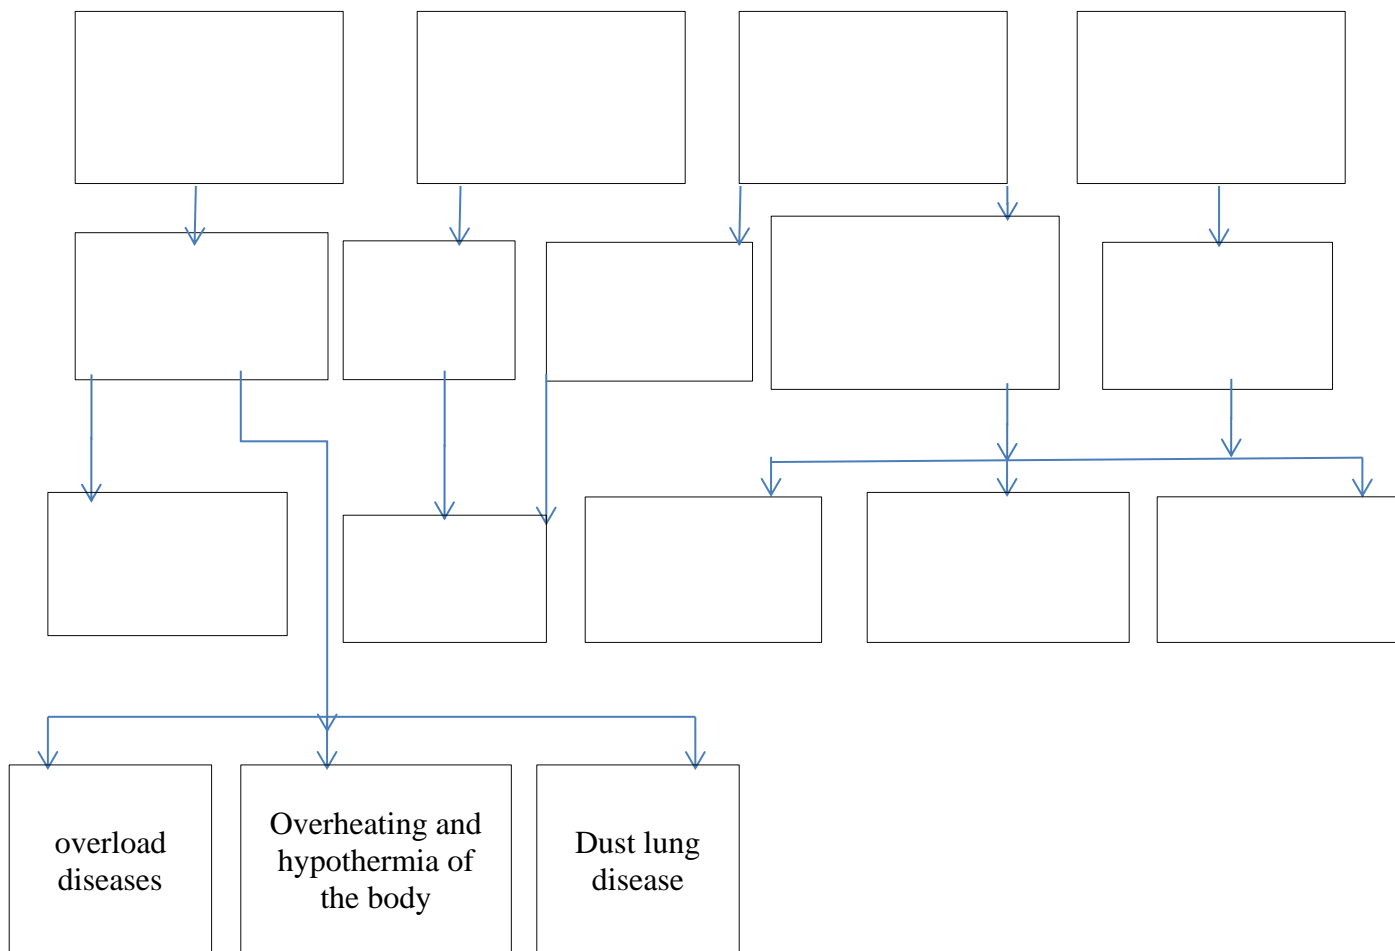 overload
diseases
Overheating and
hypothermia of
the body
Dust lung
disease